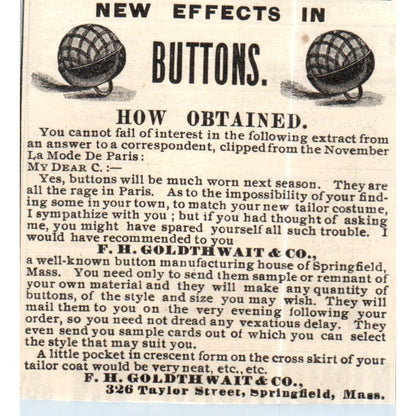 NEW EFFECTS IN
BUTTONS.
HOW OBTAINED.
You cannot fail of interest in the following extract from
an answer to a correspondent, clipped from the November
La Mode De Paris:
MY DEAR C.:—
Yes, buttons will be much worn next season. They are
all the rage in Paris. As to the impossibility of your find-
ing some in your town, to match your new tailor costume,
I sympathize with you ; but if you had thought of asking
me, you might have spared yourself all such trouble. I
would have recommended to you
F. H. GOLDTHWAIT & CO.,
a well-known button manufacturing house of Springfield,
Mass. You need only to send them sample or remnant of
your own material and they will make any quantity of
buttons, of the style and size you may wish. They will
mail them to you on the very evening following your
order, so you need not dread any vexatious delay. They
even send you sample cards out of which you can select
the style that may suit you.
A little pocket in crescent form on the cross skirt of your
tailor coat would be very neat, etc., etc.
F. H. GOLDTHWAIT & CO.,
326 Taylor Street, Springfield, Mass.